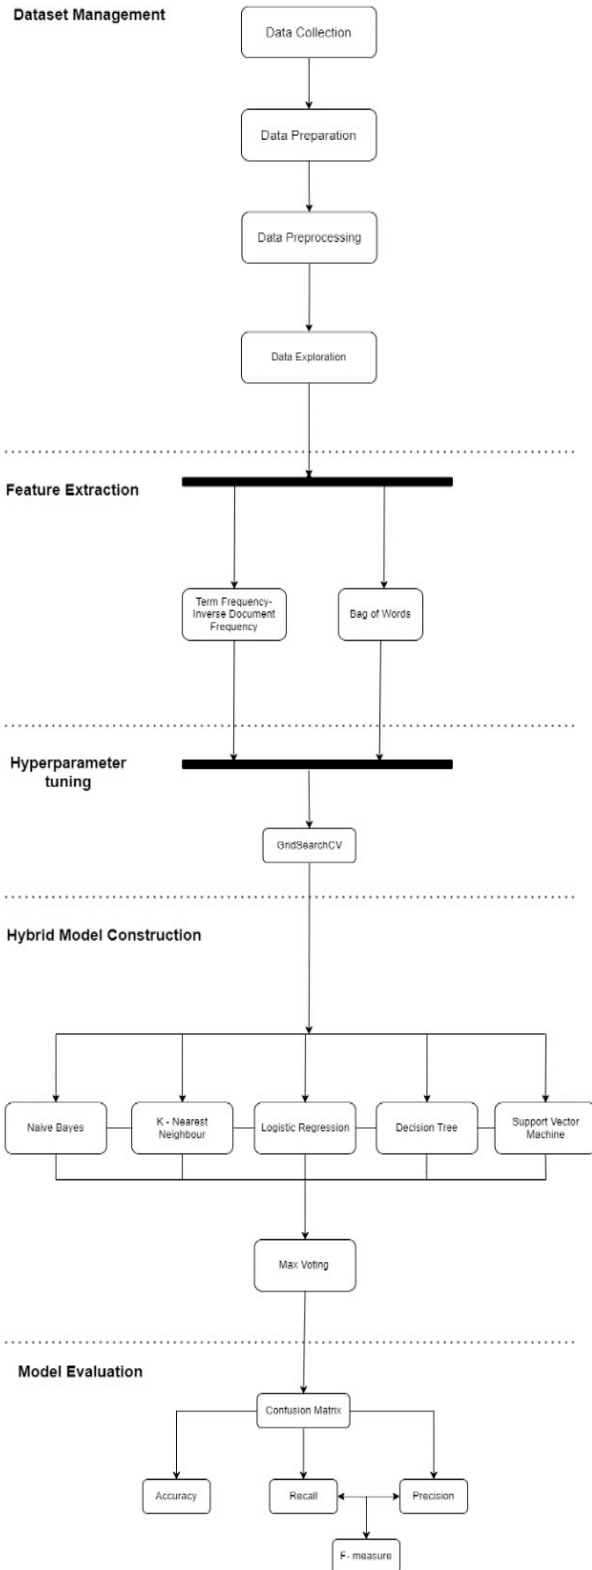 Dataset Management
Data Collection
Data Preparation
Data Preprocessing
Data Exploration
Feature Extraction
Term Frequency-
Inverse Document
Frequency
Bag of Words
Hyperparameter
tuning
GridSearchCV
Hybrid Model Construction
Naive Bayes
K - Nearest
Neighbour
Logistic Regression
Decision Tree
Support Vector
Machine
Max Voting
Model Evaluation
Confusion Matrix
Accuracy
Recall
Precision
F- measure